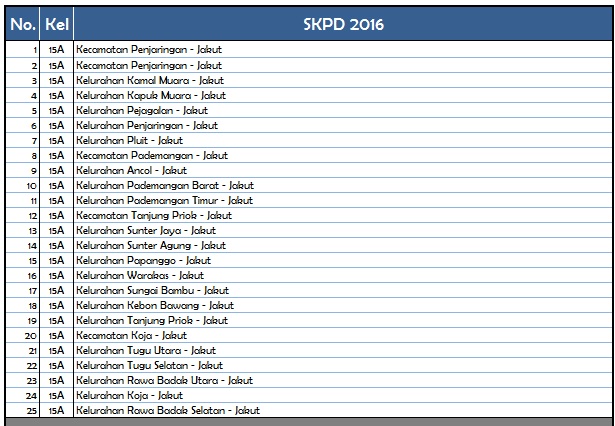 No. Kel SKPD 2016
1 15A Kecamatan Penjaringan - Jakut
2 15A Kecamatan Penjaringan - Jakut
3 15A Kelurahan Kamal Muara - Jakut
4 15A Kelurahan Kapuk Muara - Jakut
5 15A Kelurahan Pejagalan - Jakut
6 15A Kelurahan Penjaringan - Jakut
7 15A Kelurahan Pluit - Jakut
8 15A Kecamatan Pademangan - Jakut
9 15A Kelurahan Ancol - Jakut
10 15A Kelurahan Pademangan Barat - Jakut
11 15A Kelurahan Pademangan Timur - Jakut
12 15A Kecamatan Tanjung Priok - Jakut
13 15A Kelurahan Sunter Jaya - Jakut
14 15A Kelurahan Sunter Agung - Jakut
15 15A Kelurahan Papanggo - Jakut
16 15A Kelurahan Warakas - Jakut
17 15A Kelurahan Sungai Bambu - Jakut
18 15A Kelurahan Kebon Bawang - Jakut
19 15A Kelurahan Tanjung Priok - Jakut
20 15A Kecamatan Koja - Jakut
21 15A Kelurahan Tugu Utara - Jakut
22 15A Kelurahan Tugu Selatan - Jakut
23 15A Kelurahan Rawa Badak Utara - Jakut
24 15A Kelurahan Koja - Jakut
25 15A Kelurahan Rawa Badak Selatan - Jakut